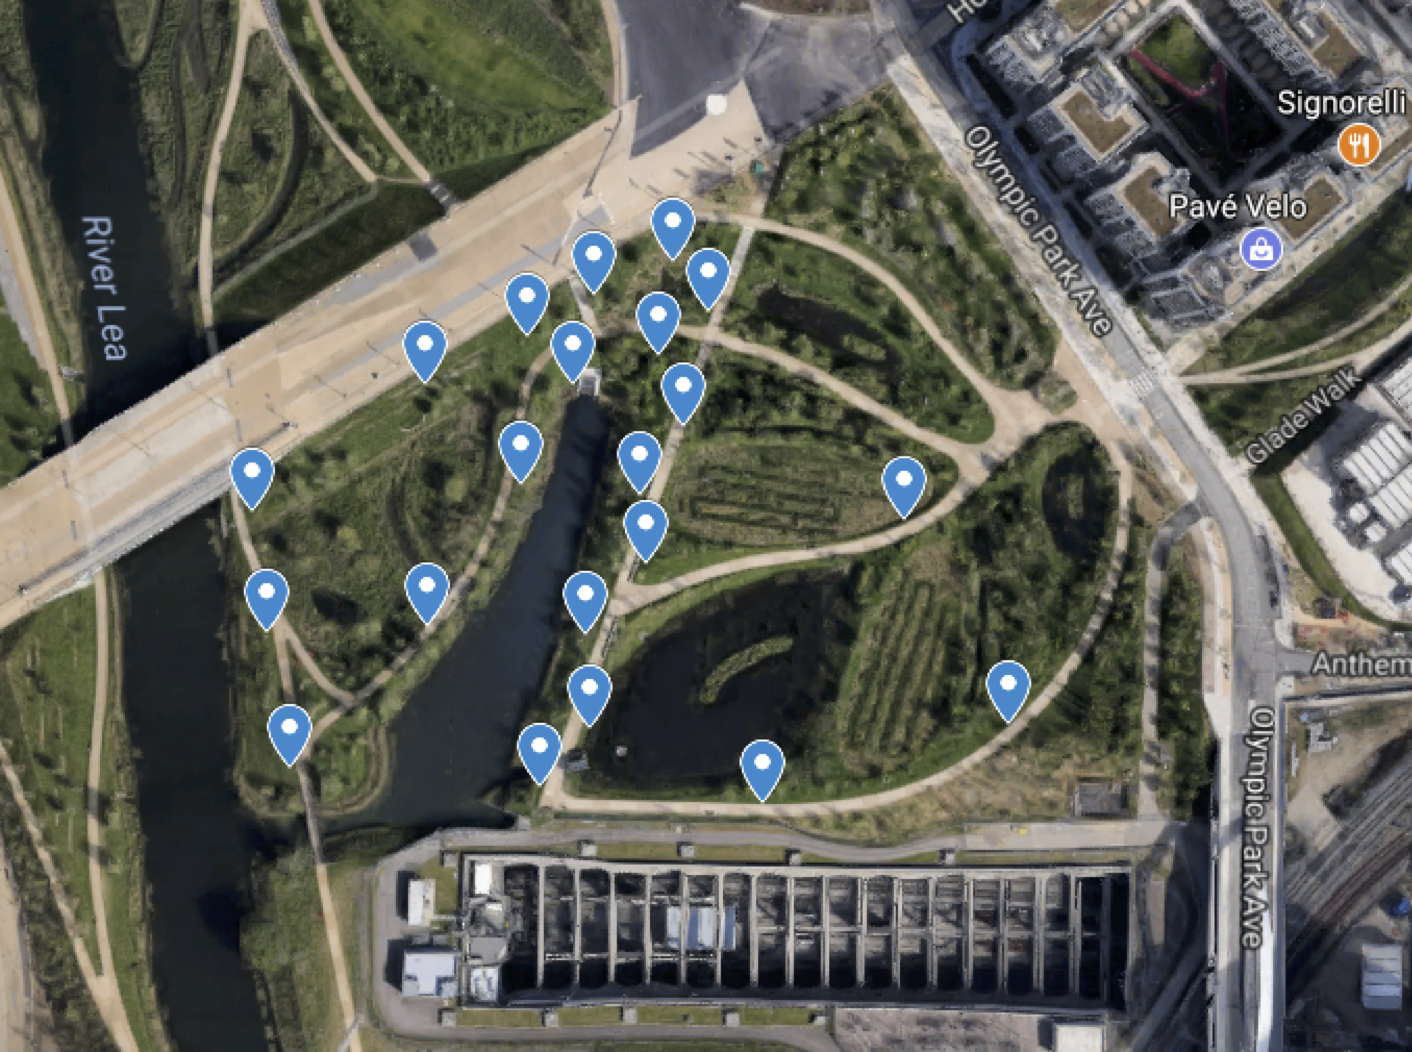 Ho
Signorelli
Olympic Park Ave
Pavé Velo
River Lea
Glade Walk
Anthem
Olympic Park Ave